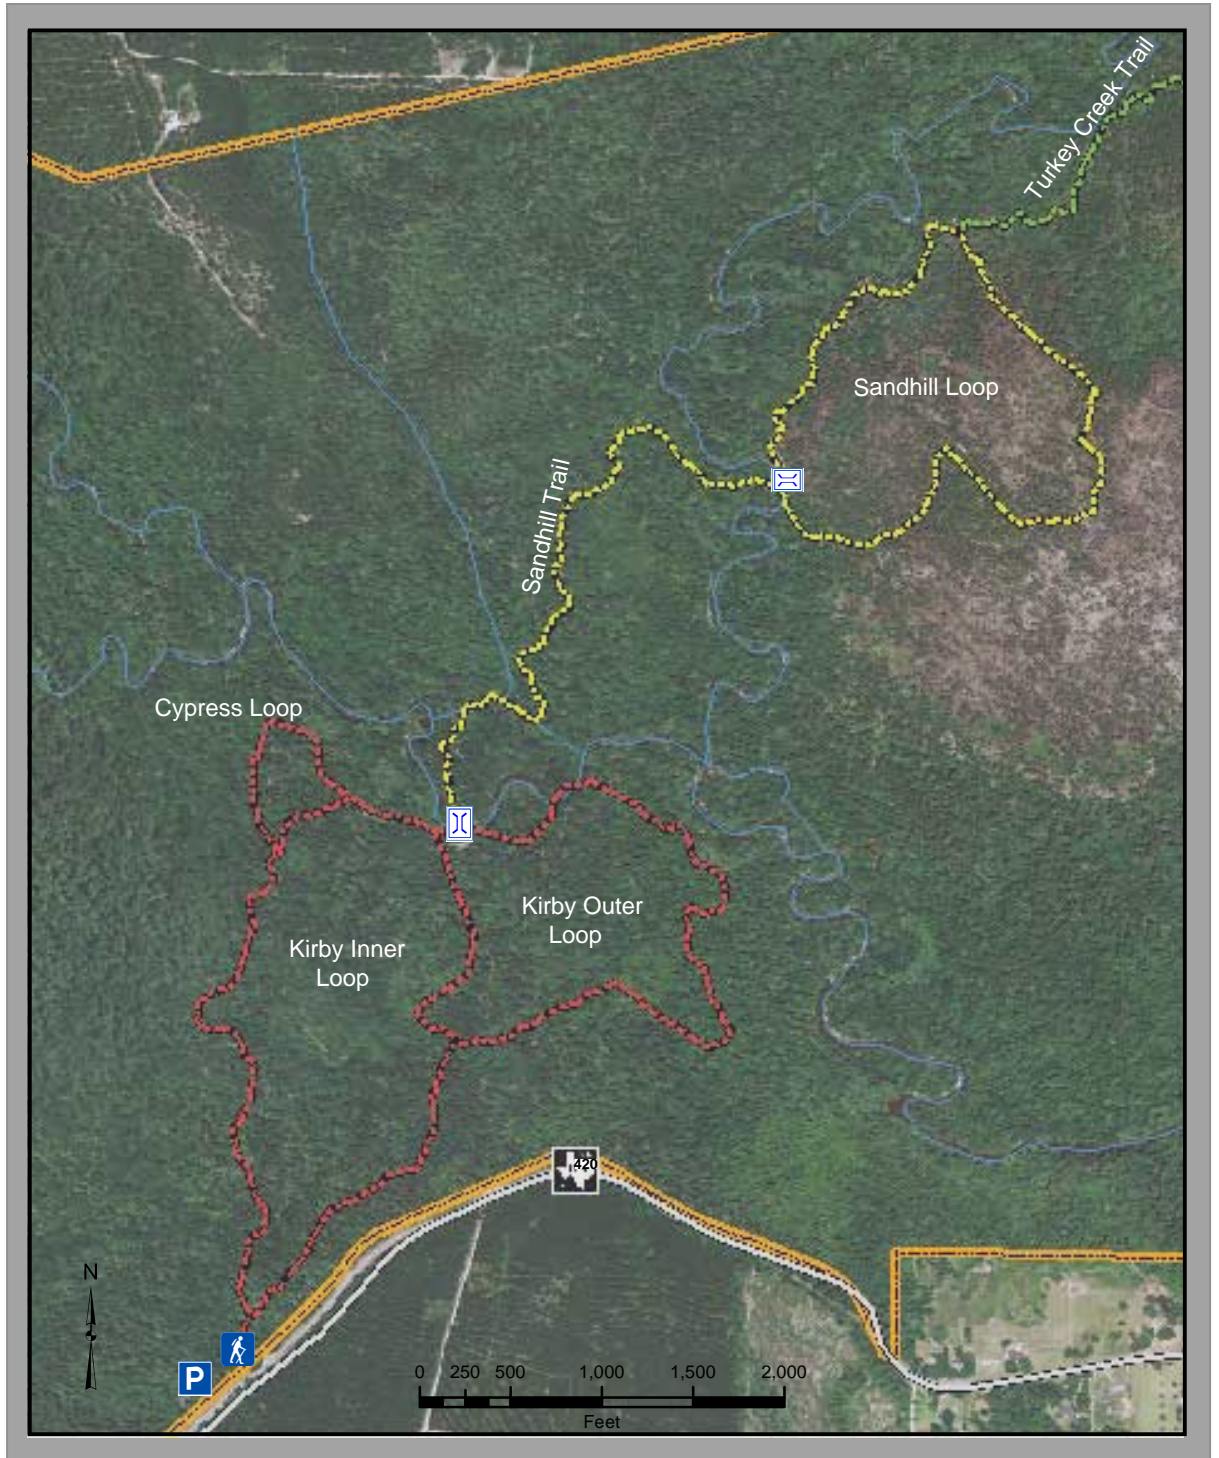 Turkey Creek Trail
Sandhill Loop
Sandhill Trail
Cypress Loop
Kirby Outer
Loop
Kirby Inner
Loop
420
N
P
0 250 500 1,000 1,500 2,000
Feet